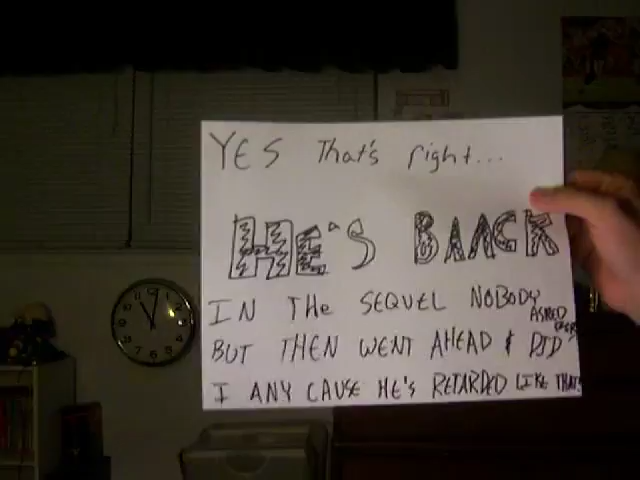 YES That's right...
HE'S BAACK
IN THE SEQUEL NOBODY ASKED
BUT THEN WENT AHEAD & DID
I ANY CAUSE HE'S RETARDED LIKE THAT!